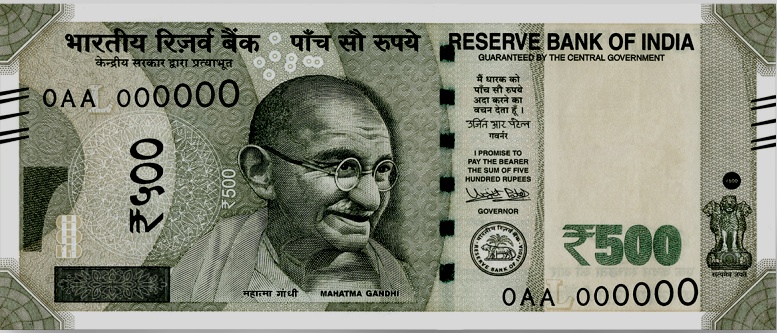 भारतीय रिज़र्व बैंक पाँच सौ रुपये
केन्द्रीय सरकार द्वारा प्रत्याभूत
0AA 000000
₹५००
₹500
महात्मा गांधी MAHATMA GANDHI
RESERVE BANK OF INDIA
GUARANTEED BY THE CENTRAL GOVERNMENT
मैं धारक को
पाँच सौ रुपये
अदा करने का
वचन देता हूँ ।
उर्जित आर पटेल
गवर्नर
I PROMISE TO
PAY THE BEARER
THE SUM OF FIVE
HUNDRED RUPEES
GOVERNOR
भारतीय रिज़र्व बैंक
RESERVE BANK OF INDIA
₹500
सत्यमेव जयते
0AA 000000